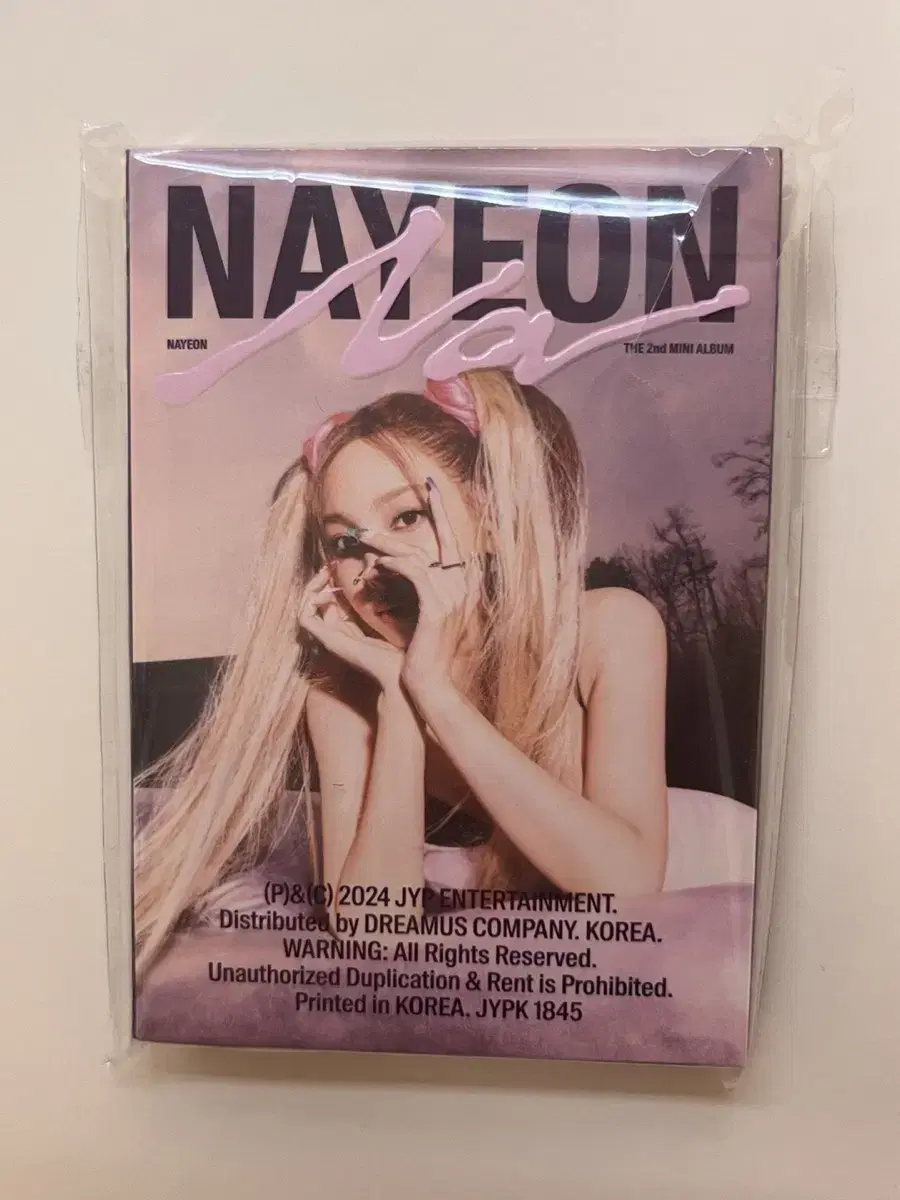 NAYEON
Na
NAYEON
THE 2nd MINI ALBUM
(P)&(C) 2024 JYP ENTERTAINMENT.
Distributed by DREAMUS COMPANY. KOREA.
WARNING: All Rights Reserved.
Unauthorized Duplication & Rent is Prohibited.
Printed in KOREA. JYPK 1845